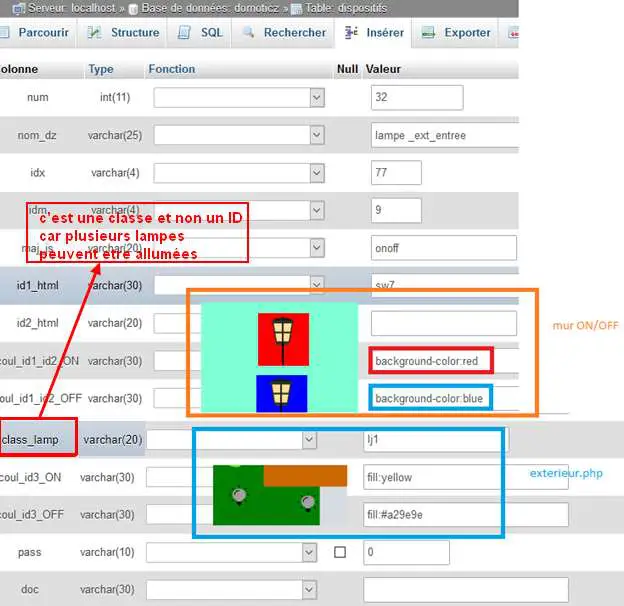 Serveur: localhost » Base de données: domoticz » Table: dispositifs
Parcourir Structure SQL Rechercher Insérer Exporter
olonne Type Fonction Null Valeur
num int(11) 32
nom_dz varchar(25) lampe _ext_entree
idx varchar(4) 77
idm varchar(4) 9
c'est une classe et non un ID
car plusieurs lampes
peuvent etre allumées
maj_js varchar(20) onoff
id1_html varchar(30) sw7
id2_html varchar(20)
mur ON/OFF
coul_id1_id2_ON varchar(30) background-color:red
coul_id1_id2_OFF varchar(30) background-color:blue
class_lamp varchar(20) lj1
coul_id3_ON varchar(30) fill:yellow
exterieur.php
coul_id3_OFF varchar(30) fill:#a29e9e
pass varchar(10) 0
doc varchar(30)